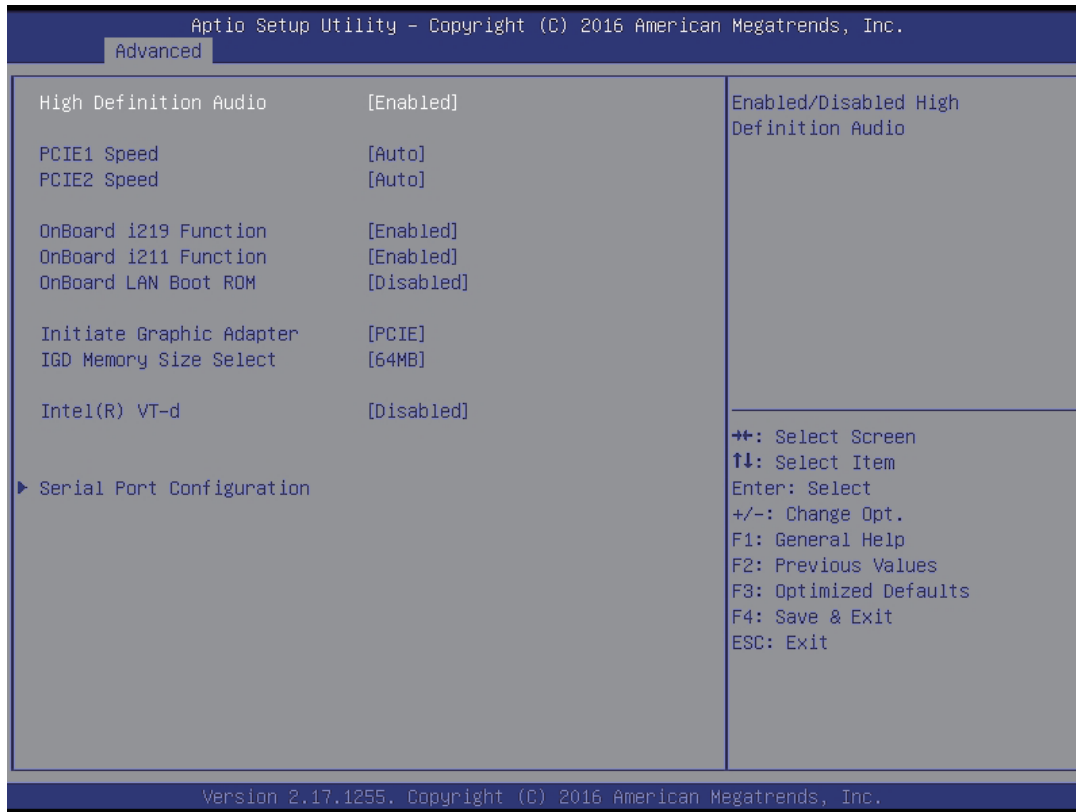 Aptio Setup Utility – Copyright (C) 2016 American Megatrends, Inc.
Advanced
High Definition Audio [Enabled]
PCIE1 Speed [Auto]
PCIE2 Speed [Auto]
OnBoard i219 Function [Enabled]
OnBoard i211 Function [Enabled]
OnBoard LAN Boot ROM [Disabled]
Initiate Graphic Adapter [PCIE]
IGD Memory Size Select [64MB]
Intel(R) VT-d [Disabled]
▶ Serial Port Configuration
Enabled/Disabled High
Definition Audio
→←: Select Screen
↑↓: Select Item
Enter: Select
+/-: Change Opt.
F1: General Help
F2: Previous Values
F3: Optimized Defaults
F4: Save & Exit
ESC: Exit
Version 2.17.1255. Copyright (C) 2016 American Megatrends, Inc.